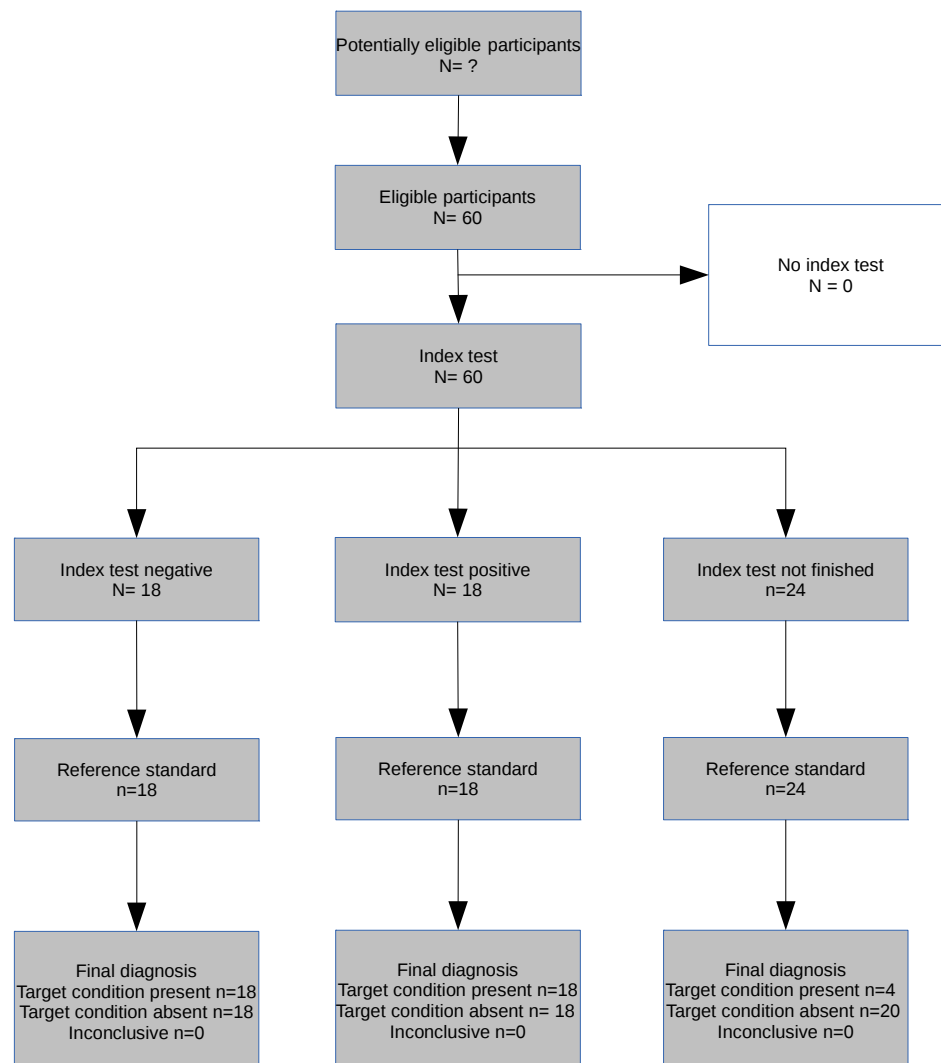 Potentially eligible participants
N= ?
Eligible participants
N= 60
No index test
N = 0
Index test
N= 60
Index test negative
N= 18
Index test positive
N= 18
Index test not finished
n=24
Reference standard
n=18
Reference standard
n=18
Reference standard
n=24
Final diagnosis
Target condition present n=18
Target condition absent n=18
Inconclusive n=0
Final diagnosis
Target condition present n=18
Target condition absent n= 18
Inconclusive n=0
Final diagnosis
Target condition present n=4
Target condition absent n=20
Inconclusive n=0